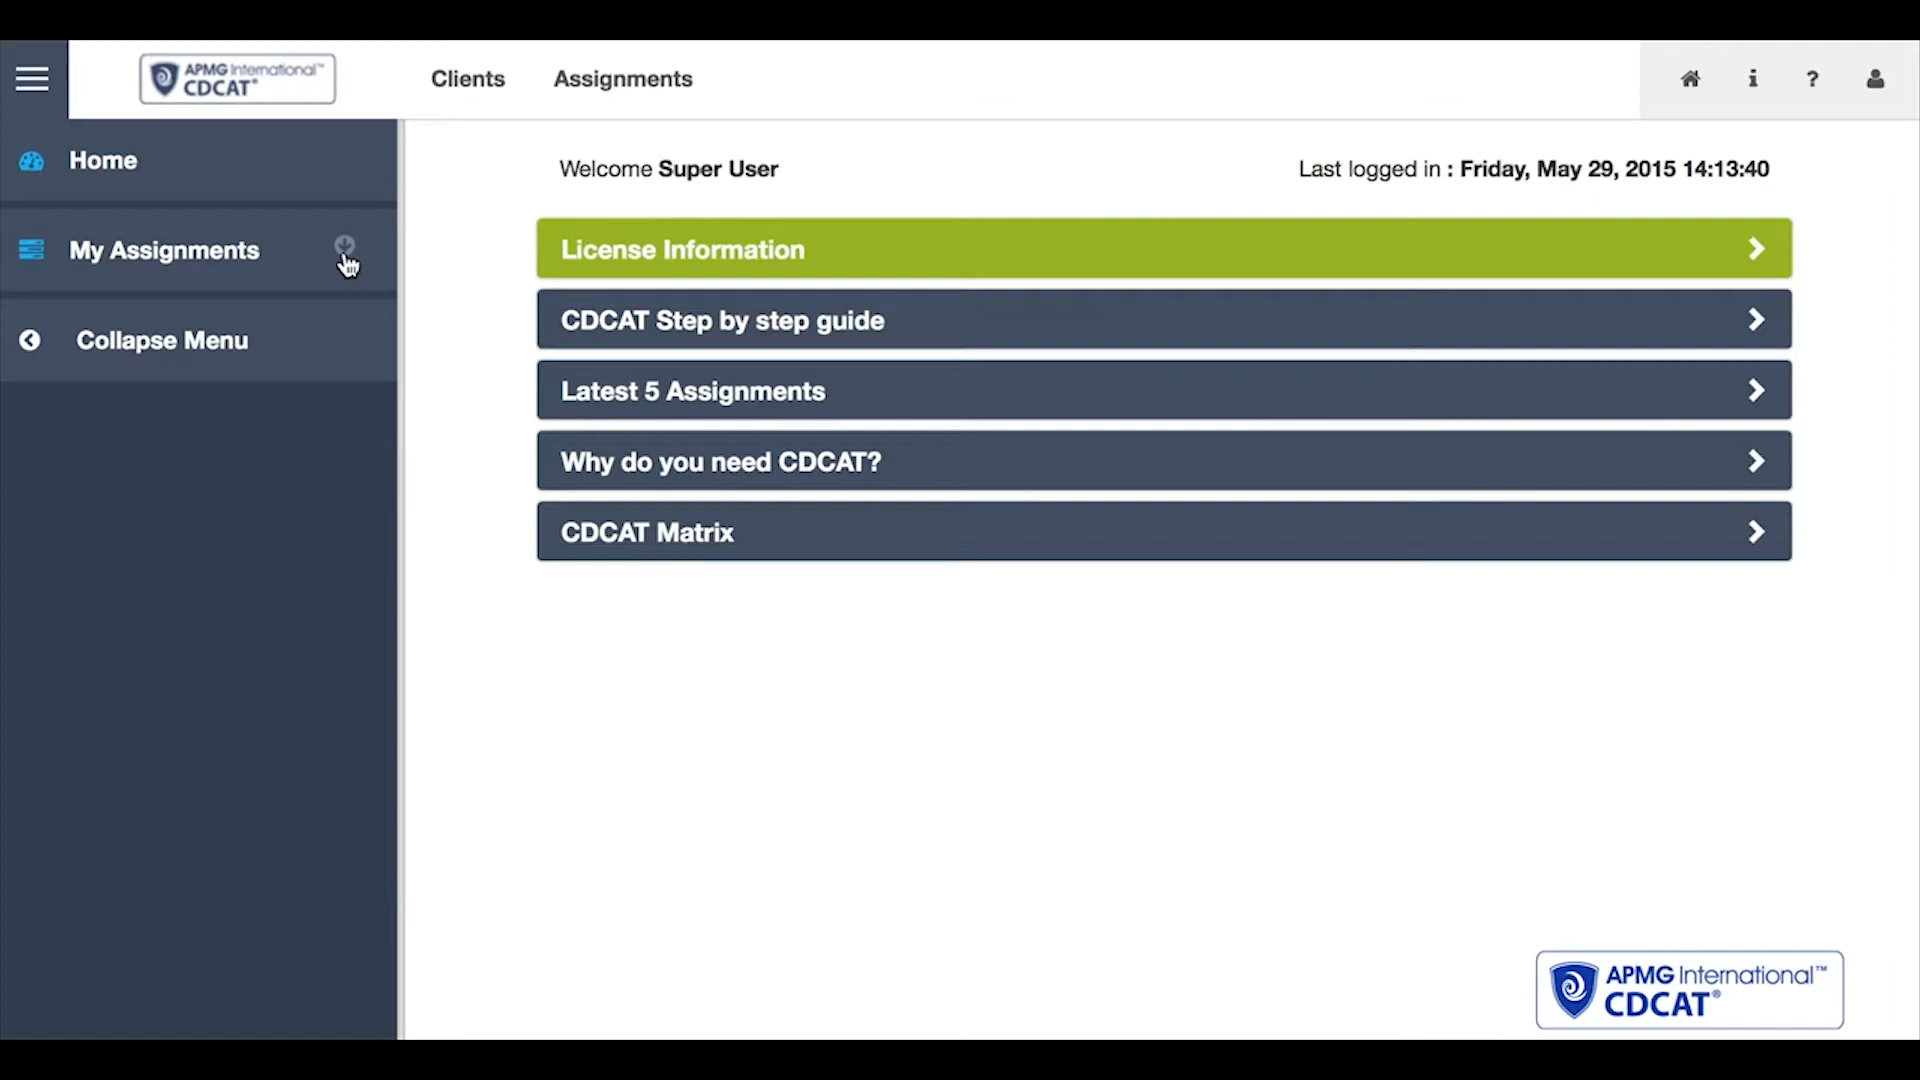 APMG International™
CDCAT®
Clients
Assignments
Home
My Assignments
Collapse Menu
Welcome Super User
Last logged in : Friday, May 29, 2015 14:13:40
License Information
CDCAT Step by step guide
Latest 5 Assignments
Why do you need CDCAT?
CDCAT Matrix
APMG International™
CDCAT®